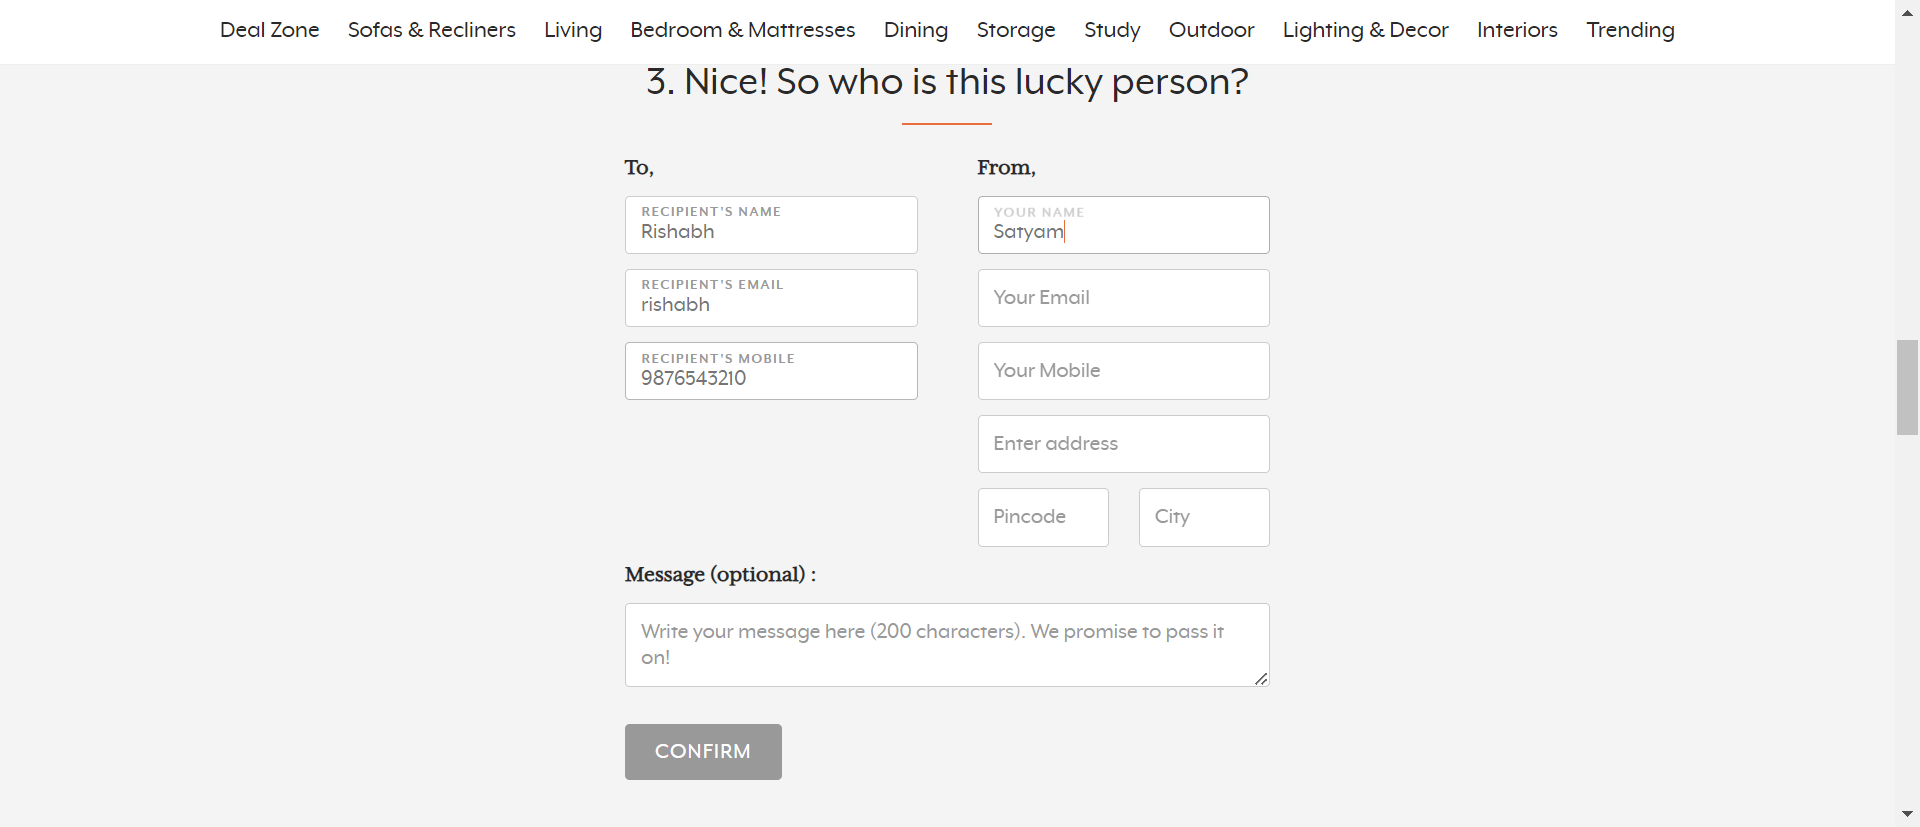 Deal Zone Sofas & Recliners Living Bedroom & Mattresses Dining Storage Study Outdoor Lighting & Decor Interiors Trending
3. Nice! So who is this lucky person?
To,
RECIPIENT'S NAME
Rishabh
RECIPIENT'S EMAIL
rishabh
RECIPIENT'S MOBILE
9876543210
From,
YOUR NAME
Satyam
Your Email
Your Mobile
Enter address
Pincode City
Message (optional) :
Write your message here (200 characters). We promise to pass it
on!
CONFIRM